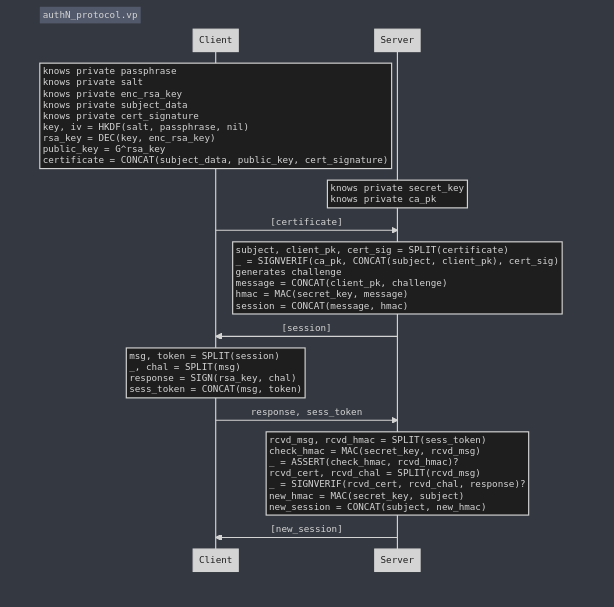 authN_protocol.vp
Client Server
knows private passphrase
knows private salt
knows private enc_rsa_key
knows private subject_data
knows private cert_signature
key, iv = HKDF(salt, passphrase, nil)
rsa_key = DEC(key, enc_rsa_key)
public_key = G^rsa_key
certificate = CONCAT(subject_data, public_key, cert_signature)
knows private secret_key
knows private ca_pk
[certificate]
subject, client_pk, cert_sig = SPLIT(certificate)
_ = SIGNVERIF(ca_pk, CONCAT(subject, client_pk), cert_sig)
generates challenge
message = CONCAT(client_pk, challenge)
hmac = MAC(secret_key, message)
session = CONCAT(message, hmac)
[session]
msg, token = SPLIT(session)
_, chal = SPLIT(msg)
response = SIGN(rsa_key, chal)
sess_token = CONCAT(msg, token)
response, sess_token
rcvd_msg, rcvd_hmac = SPLIT(sess_token)
check_hmac = MAC(secret_key, rcvd_msg)
_ = ASSERT(check_hmac, rcvd_hmac)?
rcvd_cert, rcvd_chal = SPLIT(rcvd_msg)
_ = SIGNVERIF(rcvd_cert, rcvd_chal, response)?
new_hmac = MAC(secret_key, subject)
new_session = CONCAT(subject, new_hmac)
[new_session]
Client Server